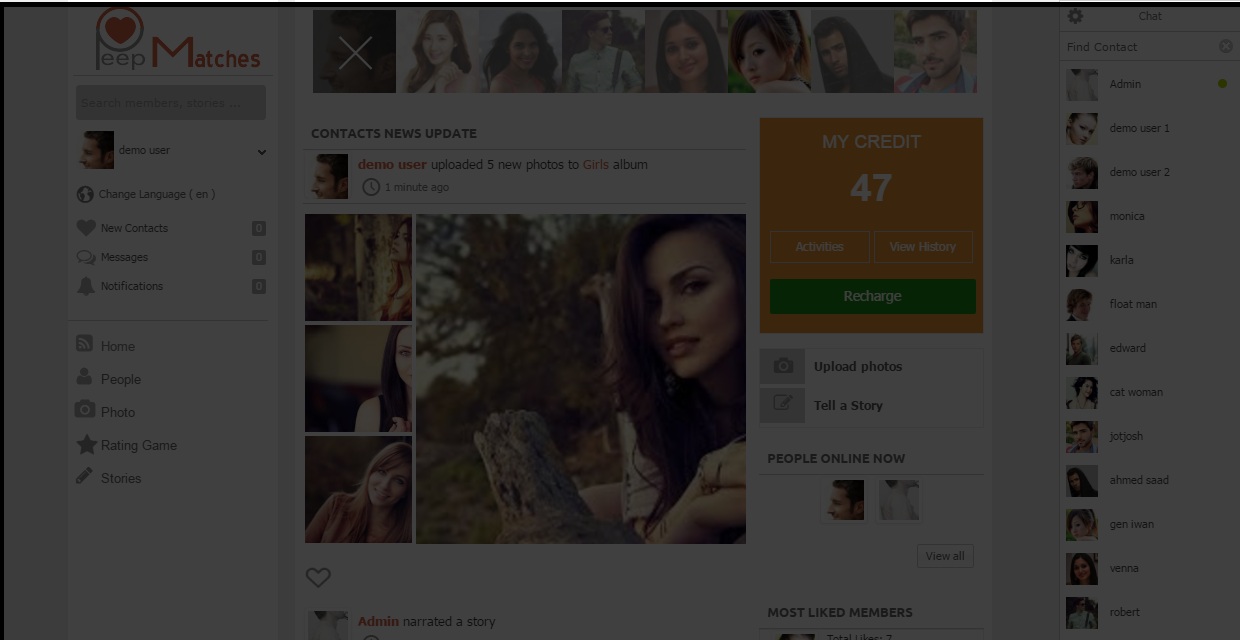 Peep Matches
Search members, stories ...
demo user
Change Language ( en )
New Contacts 0
Messages 0
Notifications 0
Home
People
Photo
Rating Game
Stories
CONTACTS NEWS UPDATE
demo user uploaded 5 new photos to Girls album
1 minute ago
Admin narrated a story
MY CREDIT
47
Activities
View History
Recharge
Upload photos
Tell a Story
PEOPLE ONLINE NOW
View all
MOST LIKED MEMBERS
Total Likes: 7
Chat
Find Contact
Admin
demo user 1
demo user 2
monica
karla
float man
edward
cat woman
jotjosh
ahmed saad
gen iwan
venna
robert